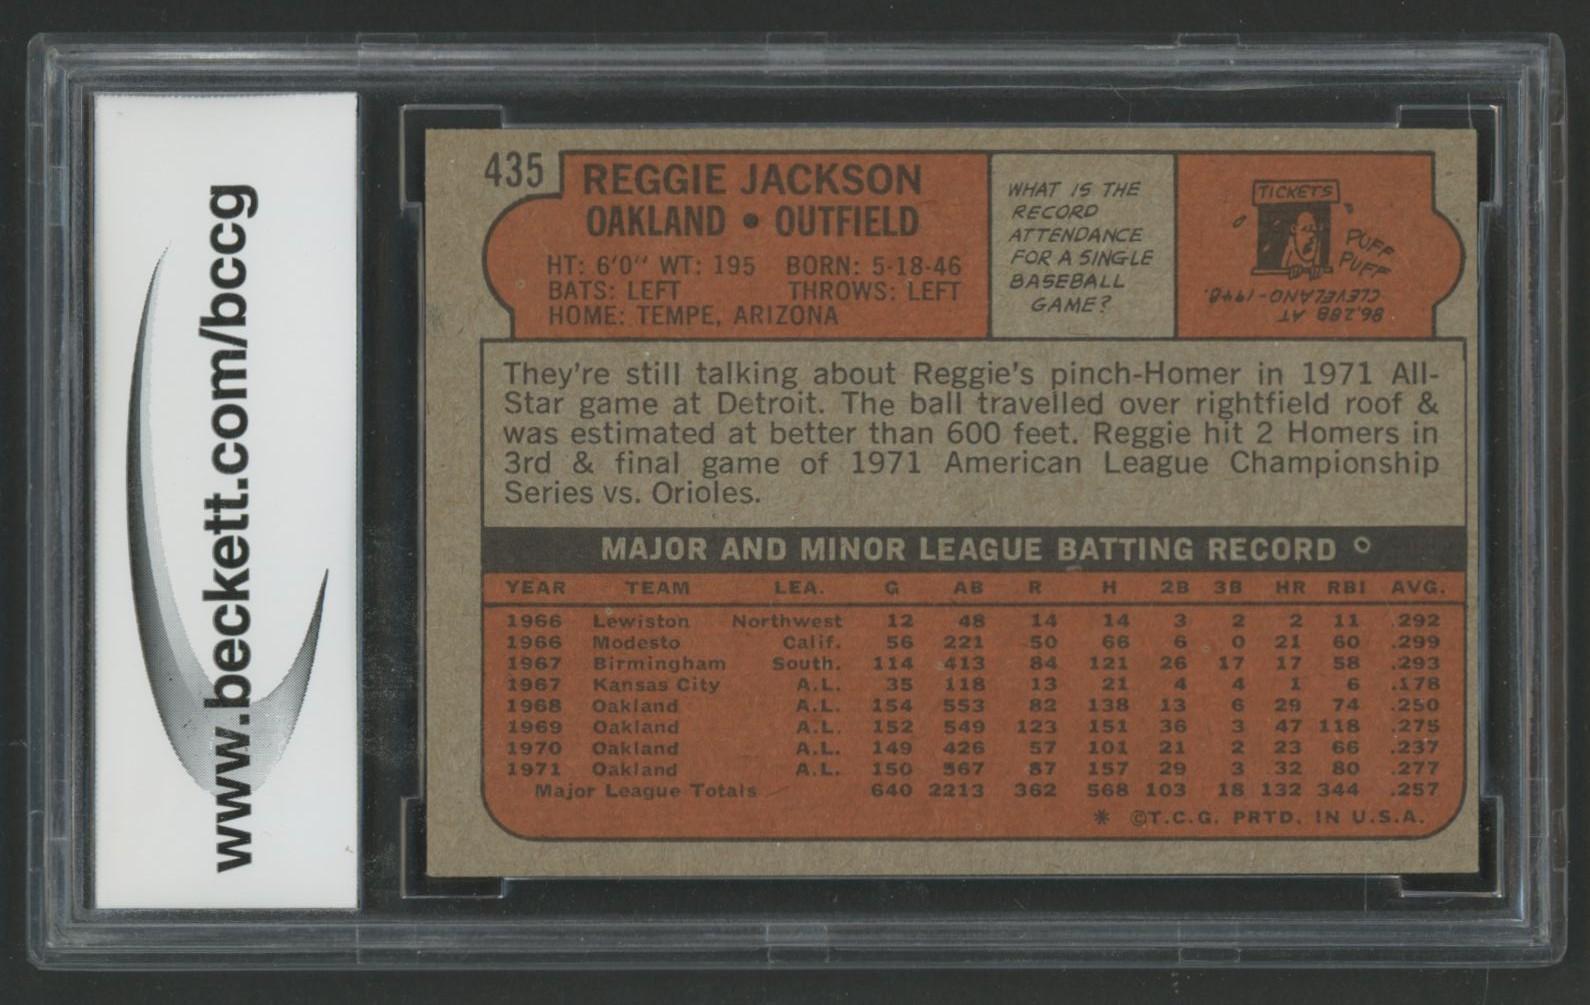 www.beckett.com/bccg
435
REGGIE JACKSON
OAKLAND • OUTFIELD
HT: 6'0" WT: 195 BORN: 5-18-46
BATS: LEFT THROWS: LEFT
HOME: TEMPE, ARIZONA
WHAT IS THE
RECORD
ATTENDANCE
FOR A SINGLE
BASEBALL
GAME?
TICKETS
PUFF
PUFF
86,288 AT
CLEVELAND-1948.
They're still talking about Reggie's pinch-Homer in 1971 All-
Star game at Detroit. The ball travelled over rightfield roof &
was estimated at better than 600 feet. Reggie hit 2 Homers in
3rd & final game of 1971 American League Championship
Series vs. Orioles.
MAJOR AND MINOR LEAGUE BATTING RECORD
YEAR TEAM LEA. G AB R H 2B 3B HR RBI AVG.
1966 Lewiston Northwest 12 48 14 14 3 2 2 11 .292
1966 Modesto Calif. 56 221 50 66 6 0 21 60 .299
1967 Birmingham South. 114 413 84 121 26 17 17 58 .293
1967 Kansas City A.L. 35 118 13 21 4 4 1 6 .178
1968 Oakland A.L. 154 553 82 138 13 6 29 74 .250
1969 Oakland A.L. 152 549 123 151 36 3 47 118 .275
1970 Oakland A.L. 149 426 57 101 21 2 23 66 .237
1971 Oakland A.L. 150 567 87 157 29 3 32 80 .277
Major League Totals 640 2213 362 568 103 18 132 344 .257
* ©T.C.G. PRTD. IN U.S.A.